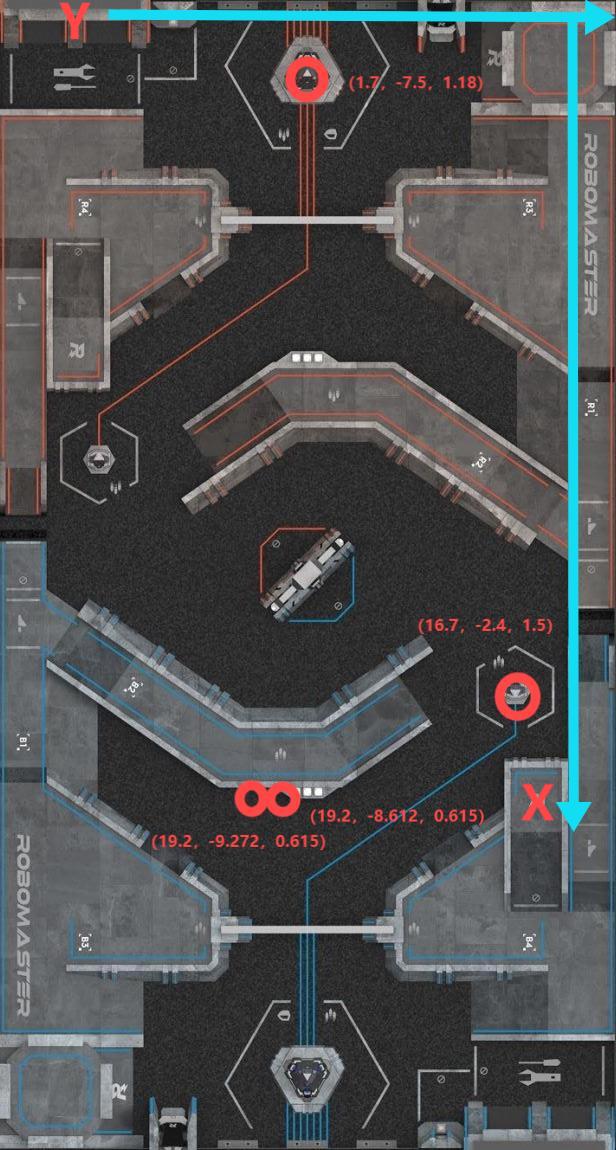 Y
(1.7, -7.5, 1.18)
R
R4
R3
ROBOMASTER
R
R1
R2
(16.7, -2.4, 1.5)
B2
B1
X
(19.2, -8.612, 0.615)
(19.2, -9.272, 0.615)
ROBOMASTER
B3
B4
R